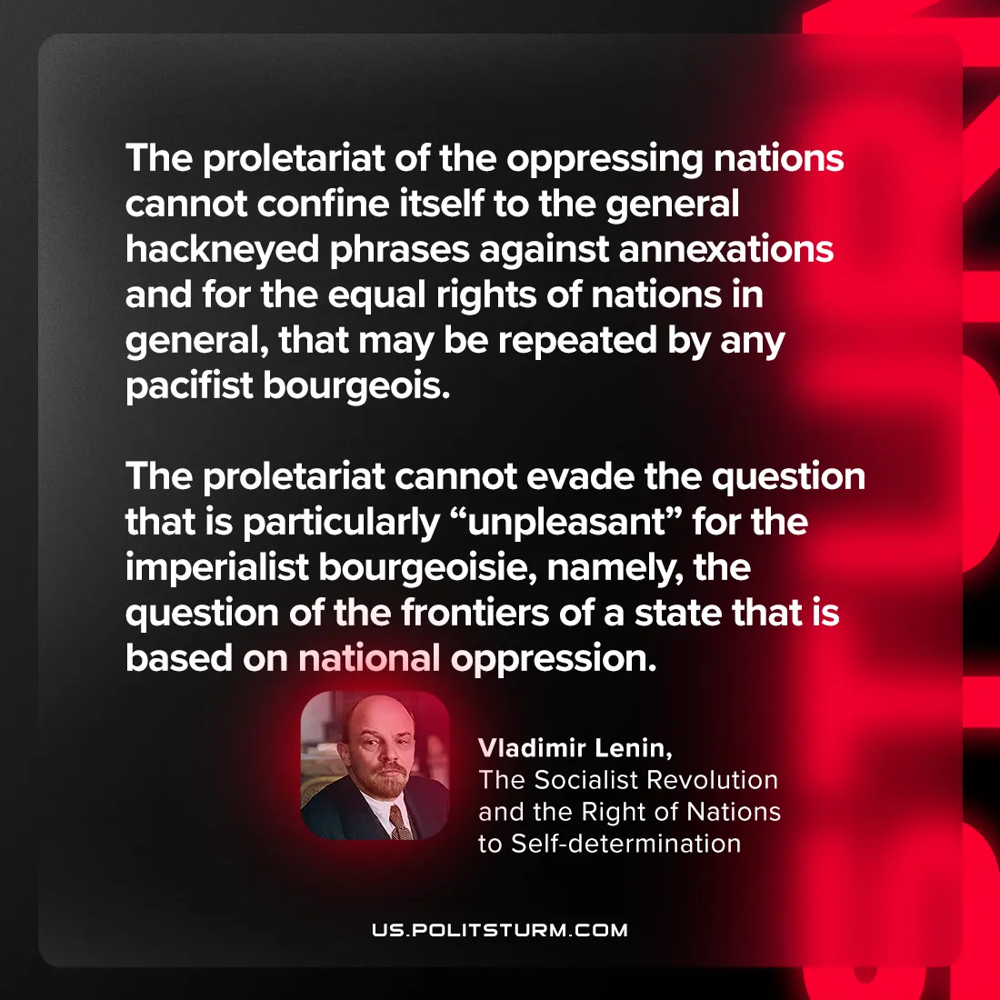 The proletariat of the oppressing nations
cannot confine itself to the general
hackneyed phrases against annexations
and for the equal rights of nations in
general, that may be repeated by any
pacifist bourgeois.
The proletariat cannot evade the question
that is particularly “unpleasant” for the
imperialist bourgeoisie, namely, the
question of the frontiers of a state that is
based on national oppression.
Vladimir Lenin,
The Socialist Revolution
and the Right of Nations
to Self-determination
US.POLITSTURM.COM